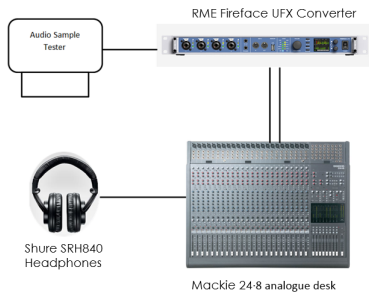 RME Fireface UFX Converter
Audio Sample
Tester
Shure SRH840
Headphones
Mackie 24·8 analogue desk